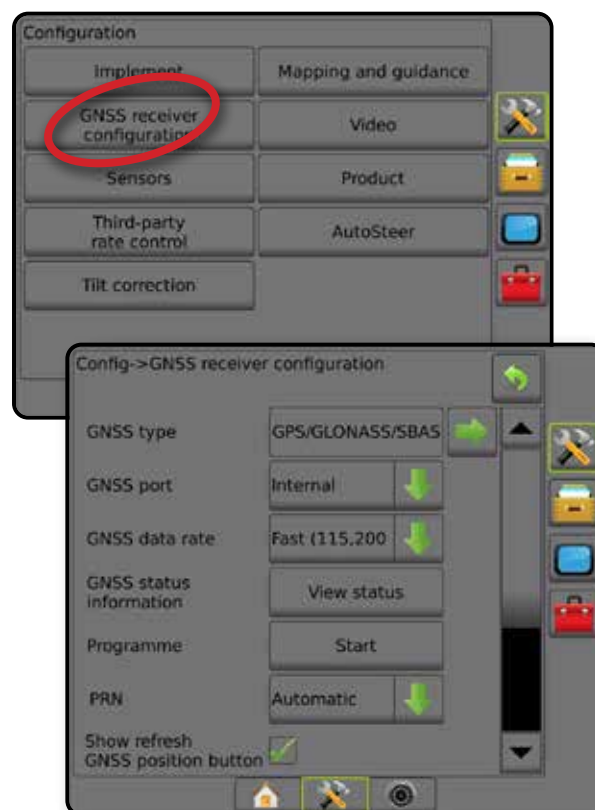 Configuration
Implement
Mapping and guidance
GNSS receiver
configuration
Video
Sensors
Product
Third-party
rate control
AutoSteer
Tilt correction
Config->GNSS receiver configuration
GNSS type
GPS/GLONASS/SBAS
GNSS port
Internal
GNSS data rate
Fast (115,200
GNSS status
information
View status
Programme
Start
PRN
Automatic
Show refresh
GNSS position button